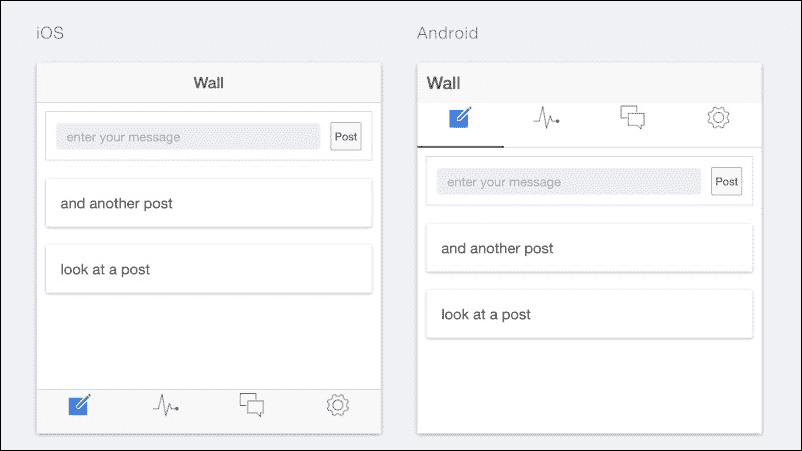 iOS
Wall
enter your message
Post
and another post
look at a post
Android
Wall
enter your message
Post
and another post
look at a post